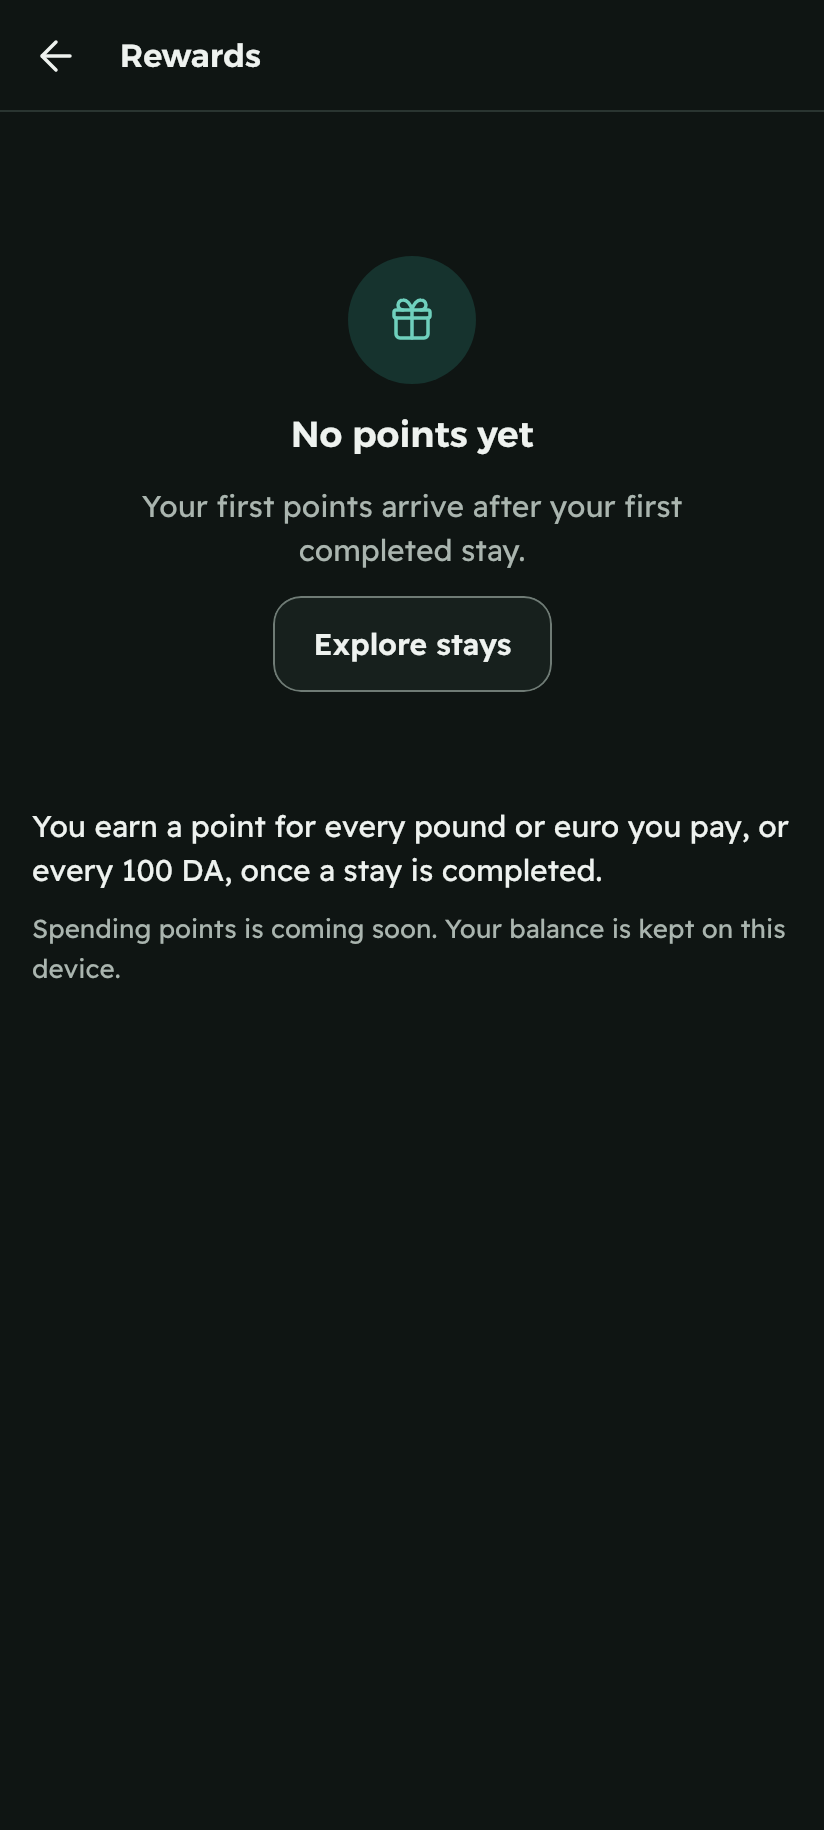 Rewards
No points yet
Your first points arrive after your first
completed stay.
Explore stays
You earn a point for every pound or euro you pay, or
every 100 DA, once a stay is completed.
Spending points is coming soon. Your balance is kept on this
device.